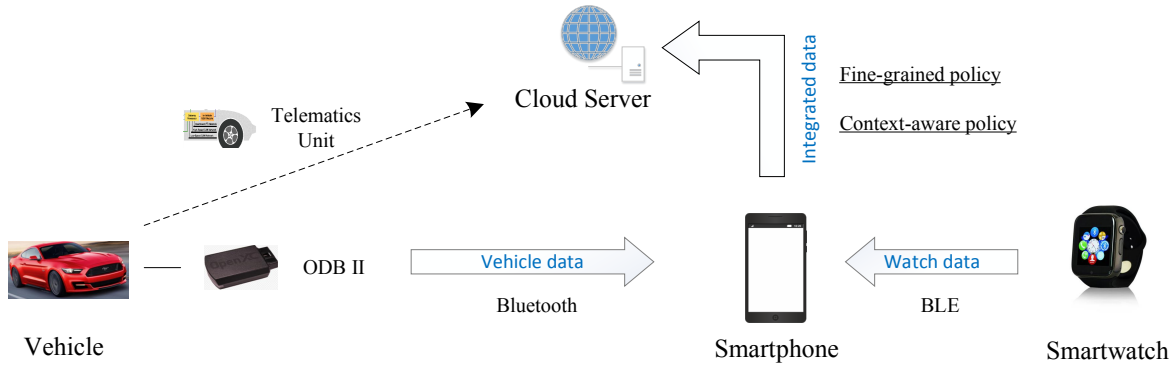 Cloud Server
Telematics
Unit
Integrated data
Fine-grained policy
Context-aware policy
OpenXC
ODB II
Vehicle data
Bluetooth
Watch data
BLE
Vehicle
Smartphone
Smartwatch